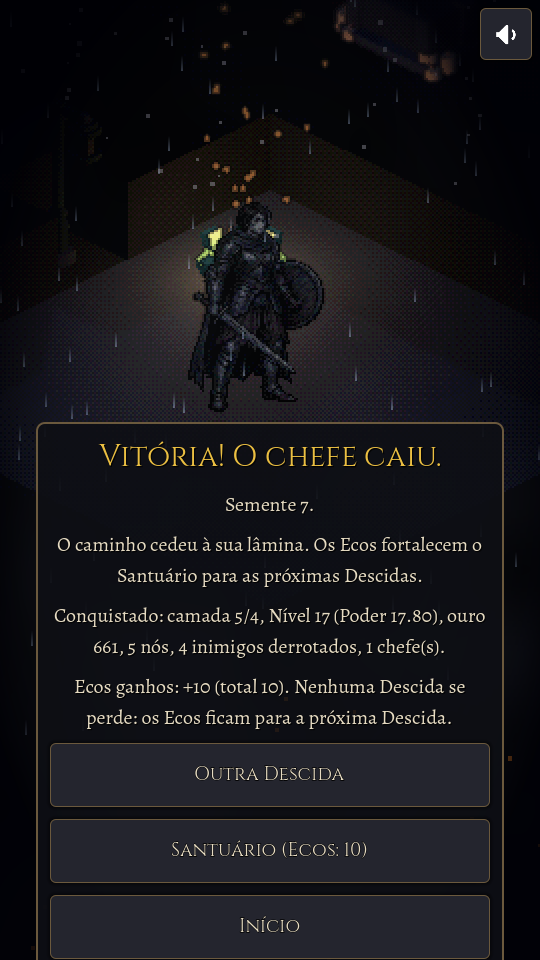 Vitória! O chefe caiu.
Semente 7.
O caminho cedeu à sua lâmina. Os Ecos fortalecem o
Santuário para as próximas Descidas.
Conquistado: camada 5/4, Nível 17 (Poder 17.80), ouro
661, 5 nós, 4 inimigos derrotados, 1 chefe(s).
Ecos ganhos: +10 (total 10). Nenhuma Descida se
perde: os Ecos ficam para a próxima Descida.
Outra Descida
Santuário (Ecos: 10)
Início